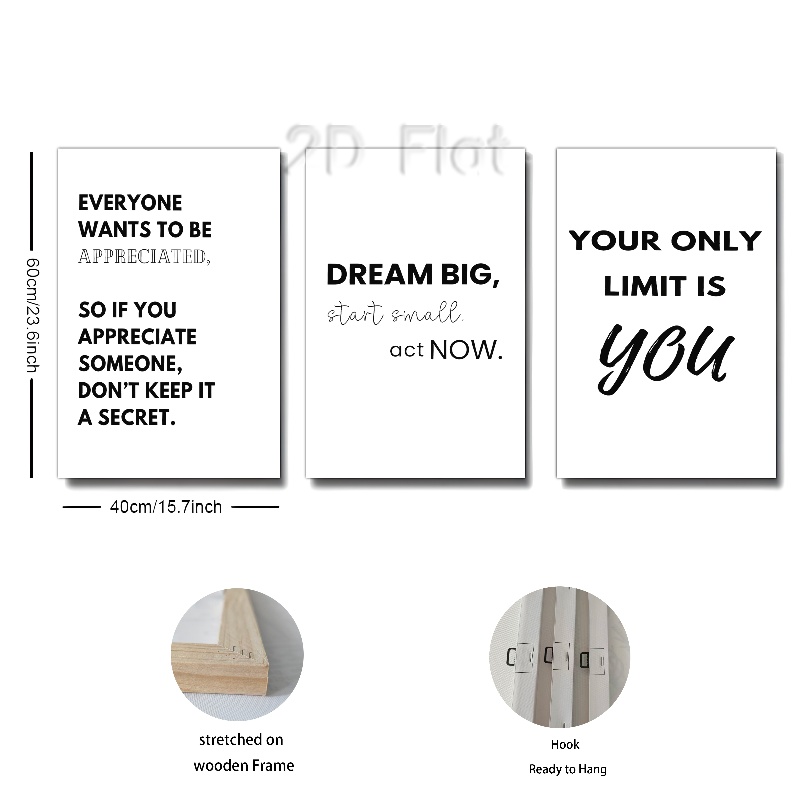 2D Flat
EVERYONE
WANTS TO BE
APPRECIATED,
SO IF YOU
APPRECIATE
SOMEONE,
DON'T KEEP IT
A SECRET.
DREAM BIG,
start small.
act NOW.
YOUR ONLY
LIMIT IS
YOU
60cm/23.6inch
40cm/15.7inch
stretched on
wooden Frame
Hook
Ready to Hang